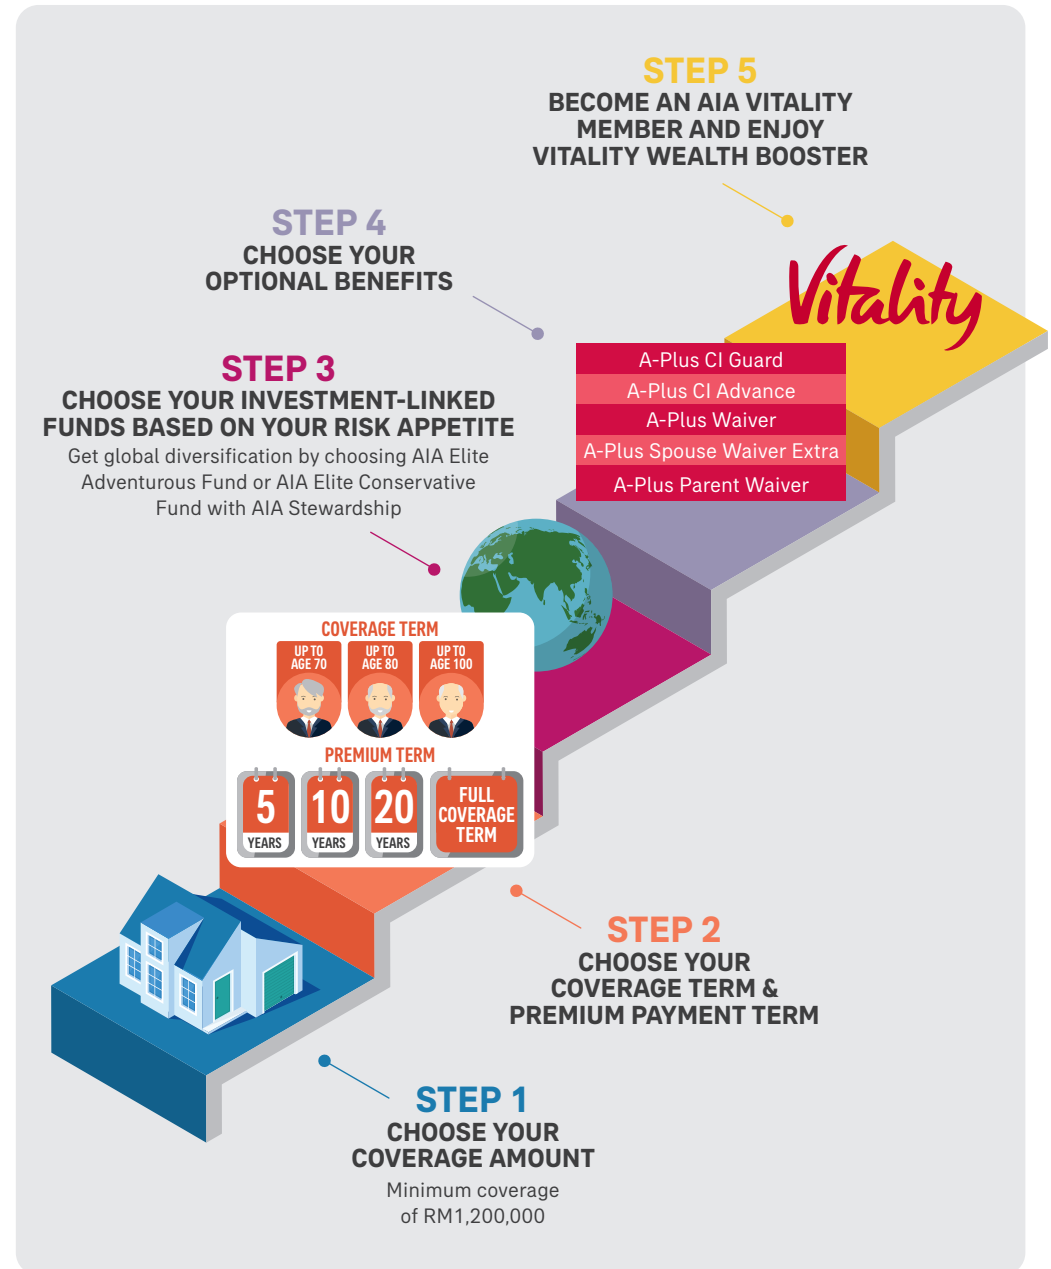 STEP 5
BECOME AN AIA VITALITY
MEMBER AND ENJOY
VITALITY WEALTH BOOSTER
STEP 4
CHOOSE YOUR
OPTIONAL BENEFITS
Vitality
A-Plus CI Guard
A-Plus CI Advance
A-Plus Waiver
A-Plus Spouse Waiver Extra
A-Plus Parent Waiver
STEP 3
CHOOSE YOUR INVESTMENT-LINKED
FUNDS BASED ON YOUR RISK APPETITE
Get global diversification by choosing AIA Elite
Adventurous Fund or AIA Elite Conservative
Fund with AIA Stewardship
COVERAGE TERM
UP TO
AGE 70
UP TO
AGE 80
UP TO
AGE 100
PREMIUM TERM
5
YEARS
10
YEARS
20
YEARS
FULL
COVERAGE
TERM
STEP 2
CHOOSE YOUR
COVERAGE TERM &
PREMIUM PAYMENT TERM
STEP 1
CHOOSE YOUR
COVERAGE AMOUNT
Minimum coverage
of RM1,200,000